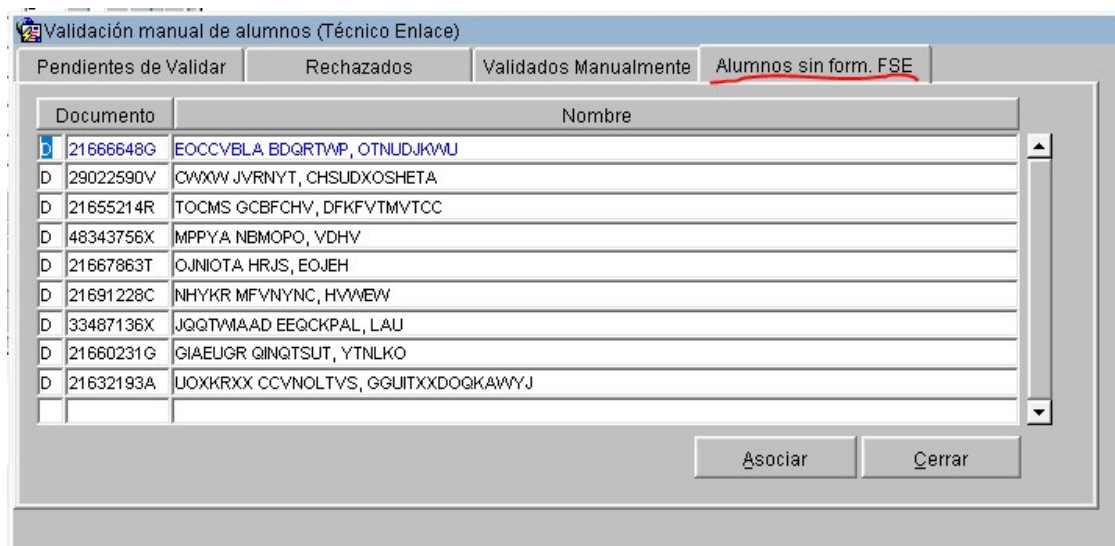 Validación manual de alumnos (Técnico Enlace)
Pendientes de Validar Rechazados Validados Manualmente Alumnos sin form. FSE
Documento Nombre
D 21666648G EOCCVBLA BDQRTWP, OTNUDJKWU
D 29022590V CWXW JVRNYT, CHSUDXOSHETA
D 21655214R TOCMS GCBFCHV, DFKFVTMVTCC
D 48343756X MPPYA NBMOPO, VDHV
D 21667863T OJNIOTA HRJS, EOJEH
D 21691228C NHYKR MFVNYNC, HVWEW
D 33487136X JQQTWIAAD EEQCKPAL, LAU
D 21660231G GIAEUGR QINQTSUT, YTNLKO
D 21632193A UOXKRXX CCVNOLTVS, GGUITXXDOQKAWYJ
Asociar Cerrar